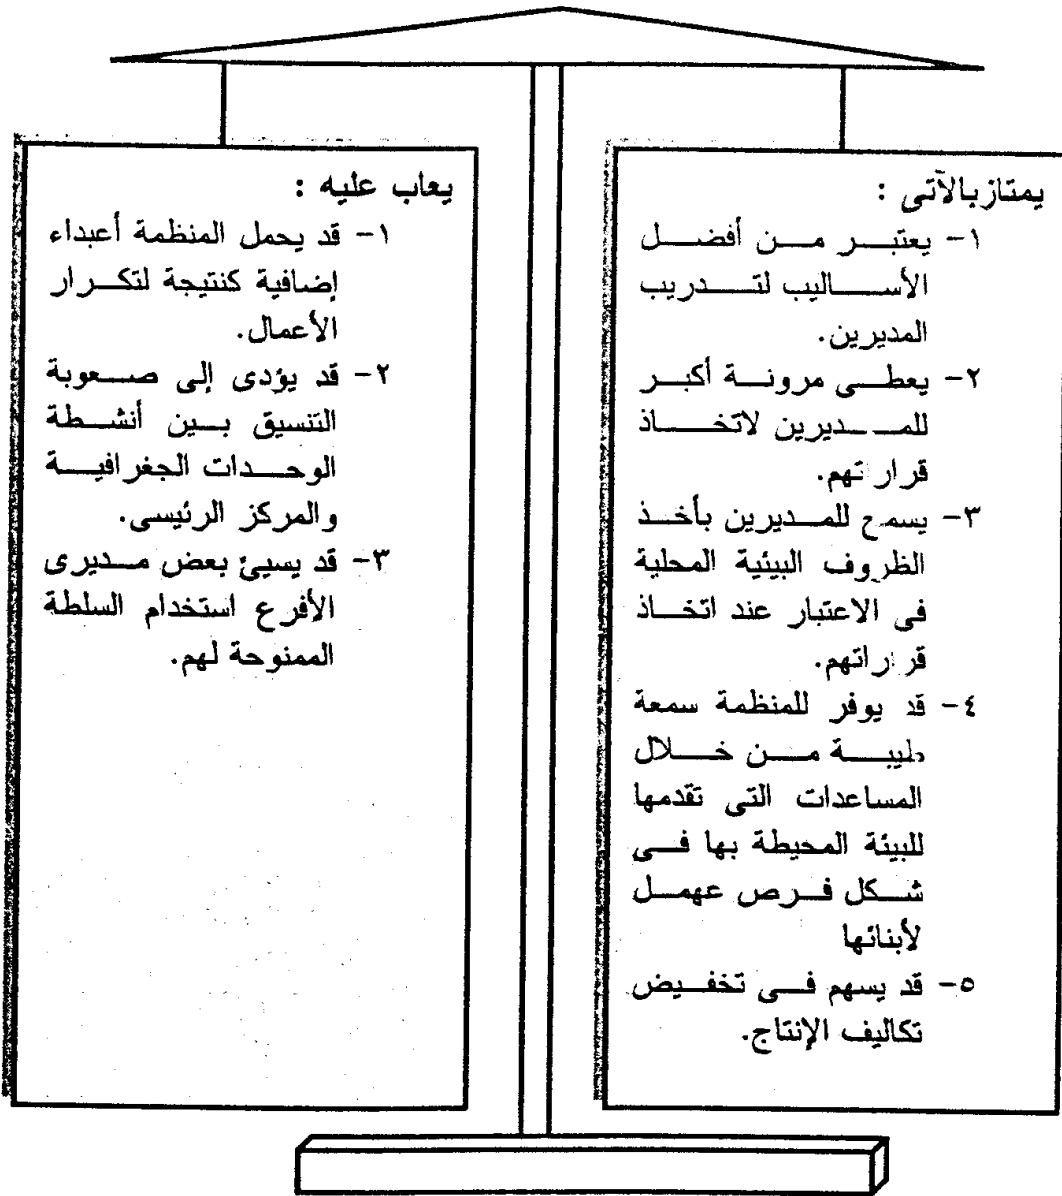 يمتاز بالآتى :
١- يعتبر من أفضل
الأساليب لتدريب
المديرين.
٢- يعطى مرونة أكبر
للمديرين لاتخاذ
قراراتهم.
٣- يسمح للمديرين بأخذ
الظروف البيئية المحلية
فى الاعتبار عند اتخاذ
قراراتهم.
٤- قد يوفر للمنظمة سمعة
طيبة من خلال
المساعدات التى تقدمها
للبيئة المحيطة بها فى
شكل فرص عهمل
لأبنائها
٥- قد يسهم فى تخفيض
تكاليف الإنتاج.
يعاب عليه :
١- قد يحمل المنظمة أعبداء
إضافية كنتيجة لتكرار
الأعمال.
٢- قد يؤدى إلى صعوبة
التنسيق بين أنشطة
الوحدات الجغرافية
والمركز الرئيسى.
٣- قد يسيئ بعض مديرى
الأفرع استخدام السلطة
الممنوحة لهم.